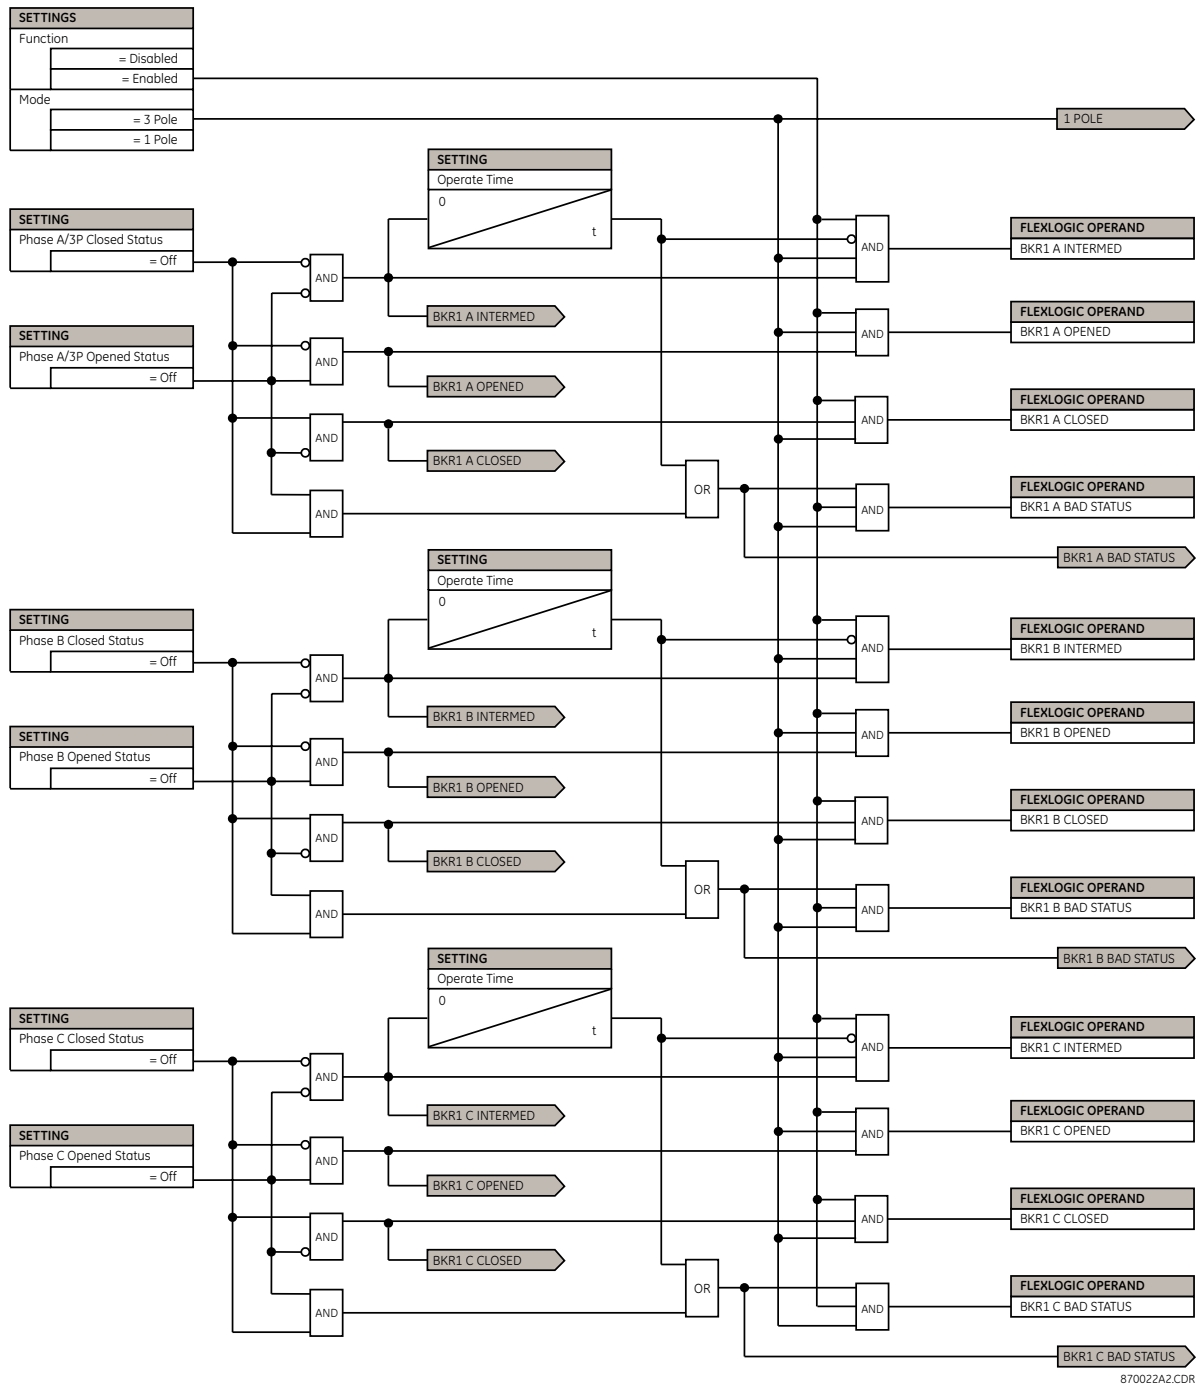 SETTINGS
Function
= Disabled
= Enabled
Mode
= 3 Pole
= 1 Pole
1 POLE
SETTING
Operate Time
0
t
SETTING
Phase A/3P Closed Status
= Off
AND
AND
FLEXLOGIC OPERAND
BKR1 A INTERMED
BKR1 A INTERMED
SETTING
Phase A/3P Opened Status
= Off
AND
AND
FLEXLOGIC OPERAND
BKR1 A OPENED
BKR1 A OPENED
AND
AND
FLEXLOGIC OPERAND
BKR1 A CLOSED
BKR1 A CLOSED
AND
OR
AND
FLEXLOGIC OPERAND
BKR1 A BAD STATUS
BKR1 A BAD STATUS
SETTING
Operate Time
0
t
SETTING
Phase B Closed Status
= Off
AND
AND
FLEXLOGIC OPERAND
BKR1 B INTERMED
BKR1 B INTERMED
SETTING
Phase B Opened Status
= Off
AND
AND
FLEXLOGIC OPERAND
BKR1 B OPENED
BKR1 B OPENED
AND
AND
FLEXLOGIC OPERAND
BKR1 B CLOSED
BKR1 B CLOSED
AND
OR
AND
FLEXLOGIC OPERAND
BKR1 B BAD STATUS
BKR1 B BAD STATUS
SETTING
Operate Time
0
t
SETTING
Phase C Closed Status
= Off
AND
AND
FLEXLOGIC OPERAND
BKR1 C INTERMED
BKR1 C INTERMED
SETTING
Phase C Opened Status
= Off
AND
AND
FLEXLOGIC OPERAND
BKR1 C OPENED
BKR1 C OPENED
AND
AND
FLEXLOGIC OPERAND
BKR1 C CLOSED
BKR1 C CLOSED
AND
OR
AND
FLEXLOGIC OPERAND
BKR1 C BAD STATUS
BKR1 C BAD STATUS
870022A2.CDR